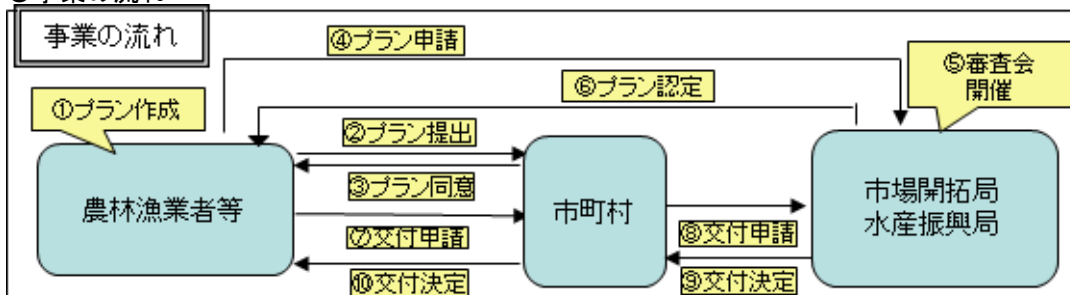 事業の流れ
④プラン申請
⑤審査会
開催
⑥プラン認定
①プラン作成
②プラン提出
③プラン同意
農林漁業者等
市町村
市場開拓局
水産振興局
⑦交付申請
⑧交付申請
⑩交付決定
⑨交付決定